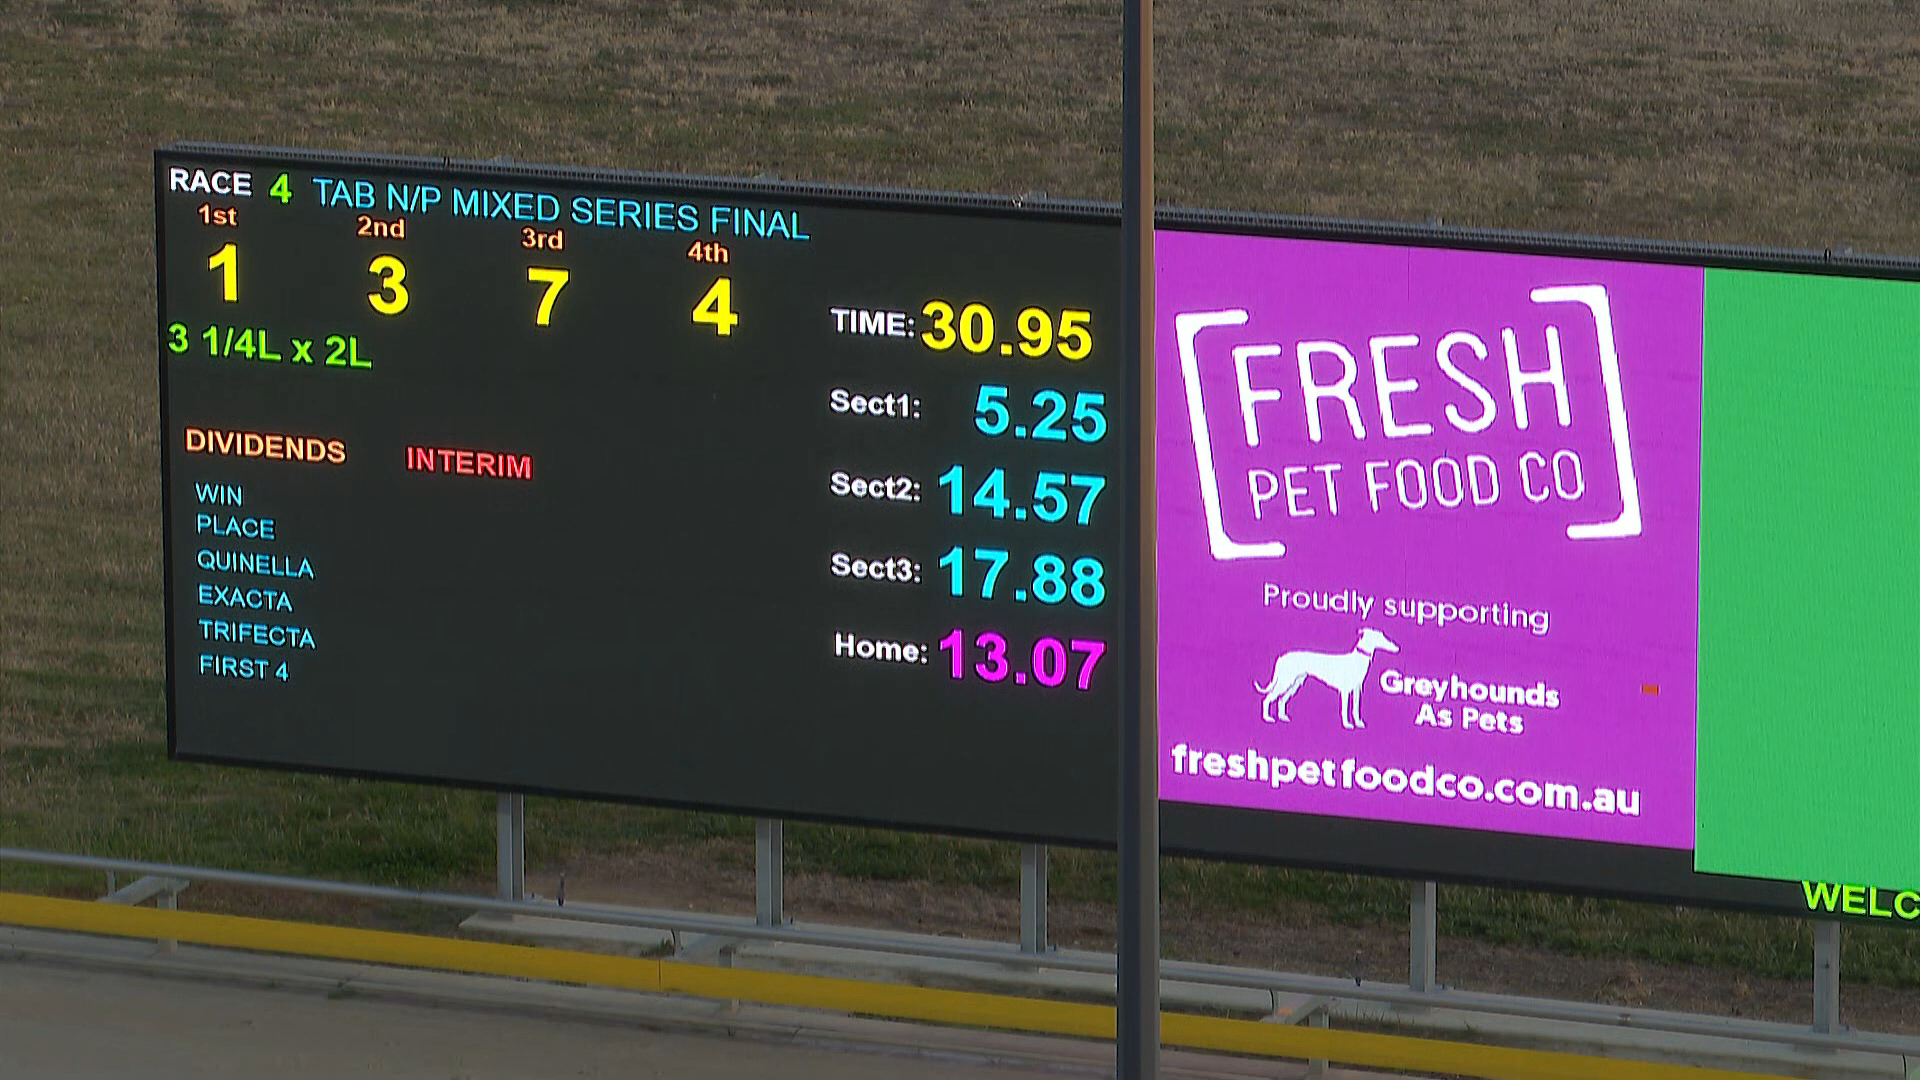 RACE 4 TAB N/P MIXED SERIES FINAL
1st 2nd 3rd 4th
1 3 7 4
3 1/4L x 2L
TIME: 30.95
Sect1: 5.25
Sect2: 14.57
Sect3: 17.88
Home: 13.07
DIVIDENDS INTERIM
WIN
PLACE
QUINELLA
EXACTA
TRIFECTA
FIRST 4
FRESH
PET FOOD CO
Proudly supporting
Greyhounds
As Pets
freshpetfoodco.com.au
WELC